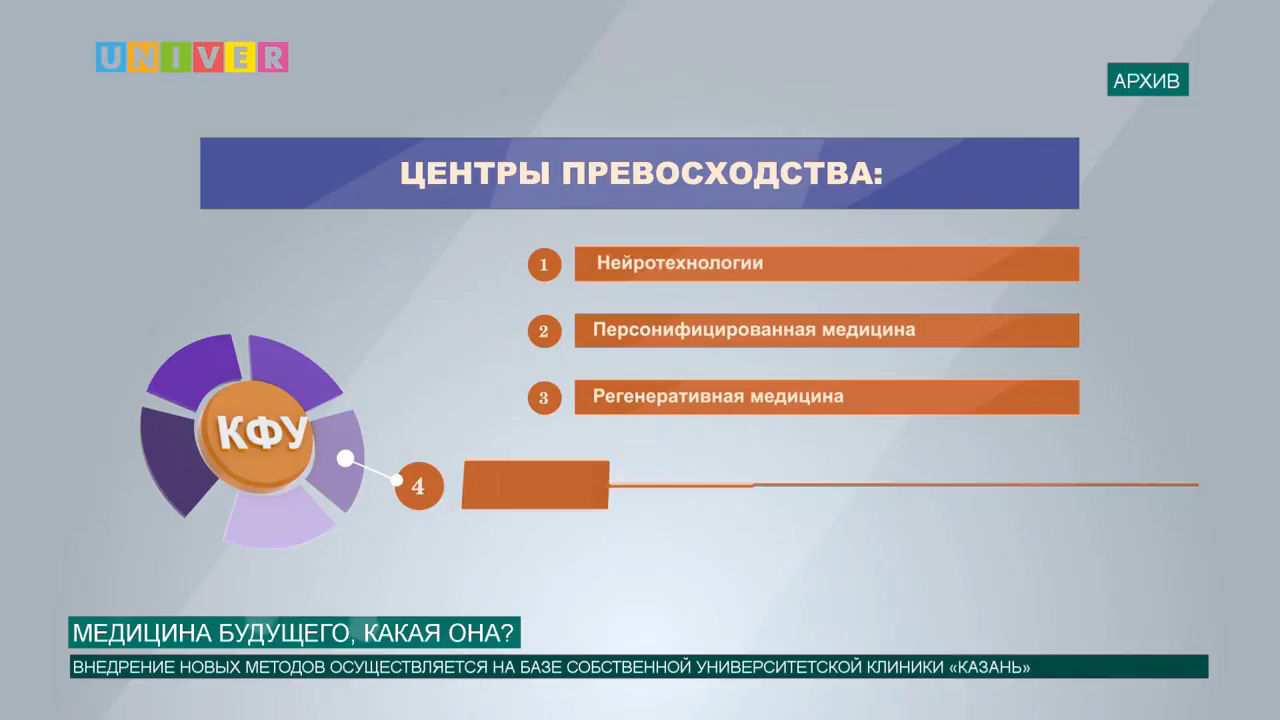 UNIVER
АРХИВ
ЦЕНТРЫ ПРЕВОСХОДСТВА:
1 Нейротехнологии
2 Персонифицированная медицина
3 Регенеративная медицина
КФУ
4
МЕДИЦИНА БУДУЩЕГО, КАКАЯ ОНА?
ВНЕДРЕНИЕ НОВЫХ МЕТОДОВ ОСУЩЕСТВЛЯЕТСЯ НА БАЗЕ СОБСТВЕННОЙ УНИВЕРСИТЕТСКОЙ КЛИНИКИ «КАЗАНЬ»